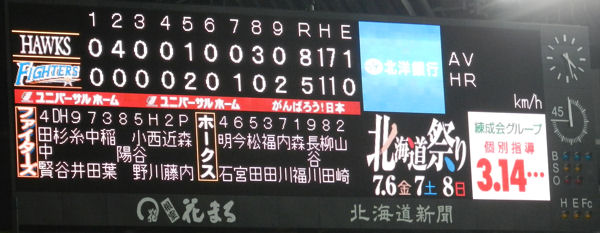 1 2 3 4 5 6 7 8 9 R H E
HAWKS 0 4 0 0 1 0 0 3 0 8 17 1
FIGHTERS 0 0 0 0 2 0 1 0 2 5 11 0
ユニバーサル ホーム ユニバーサル ホーム がんばろう!日本
ファイターズ
4 田中賢
DH 杉谷
9 糸井
7 中田
3 稲葉
8 陽
5 小谷野
H 西川
2 近藤
P 森内
ホークス
4 明石
6 今宮
5 松田
3 福田
7 内川
1 森福
9 長谷川
8 柳田
2 山崎
北洋銀行
AV
HR
km/h
北海道祭り
7.6金7土8日
練成会グループ
個別指導
3.14...
45
B
S
O
H E Fc
花まる
北海道新聞